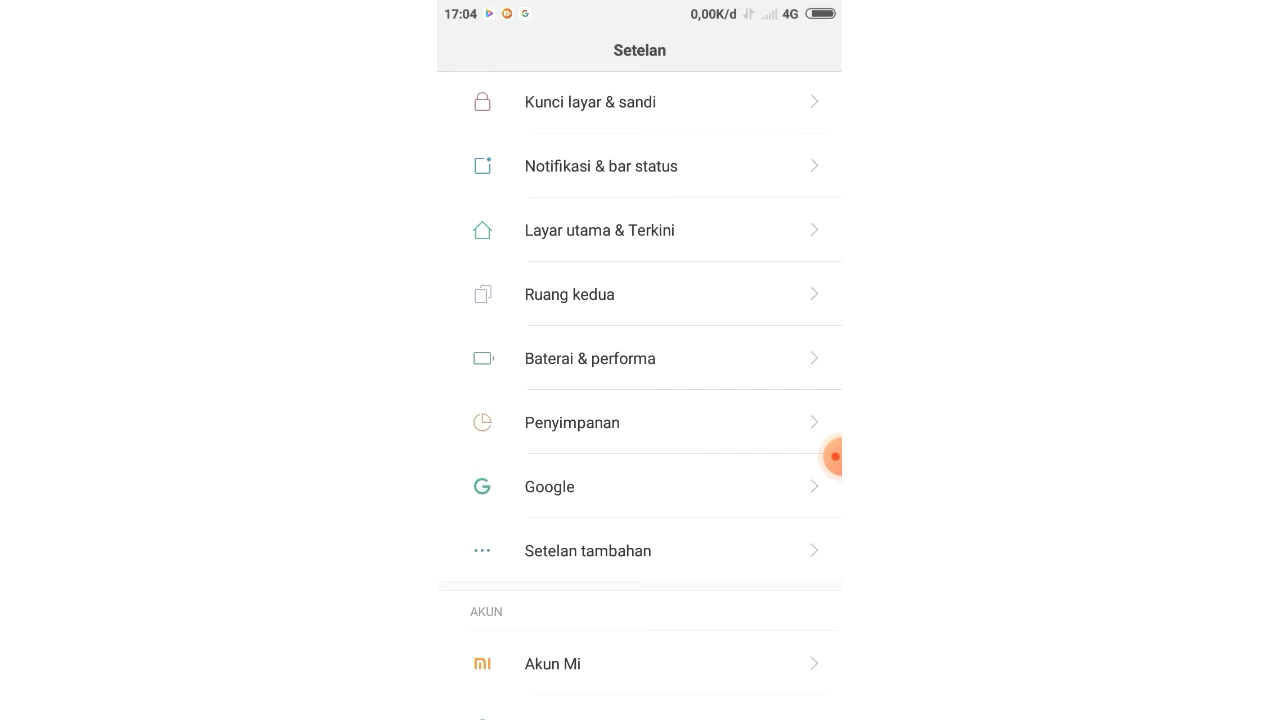 17:04 0,00K/d 4G
Setelan
Kunci layar & sandi
Notifikasi & bar status
Layar utama & Terkini
Ruang kedua
Baterai & performa
Penyimpanan
Google
Setelan tambahan
AKUN
Akun Mi